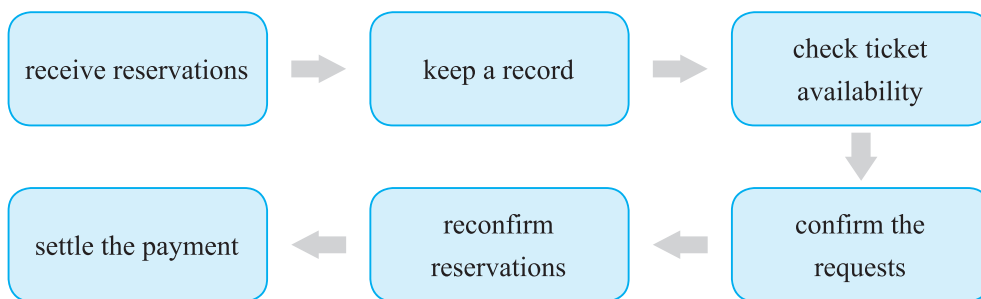 receive reservations
keep a record
check ticket
availability
confirm the
requests
reconfirm
reservations
settle the payment